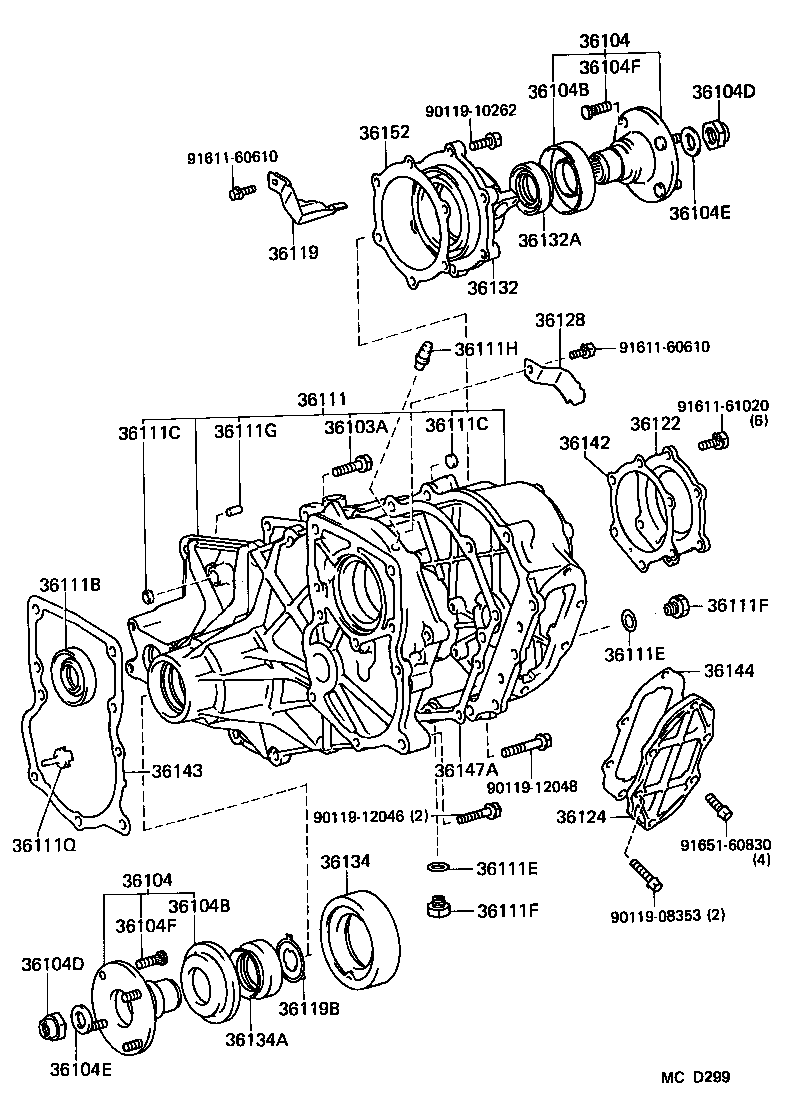 36104
36104F
36104B
36104D
90119-10262
36152
91611-60610
36104E
36132A
36119
36132
36128
36111H
91611-60610
36111
36111C
36111G
36103A
36111C
91611-61020
(6)
36122
36142
36111B
36111F
36111E
36144
36143
36147A
90119-12048
90119-12046 (2)
36124
36111Q
91651-60830
(4)
36134
36111E
36104
36104B
36111F
90119-08353 (2)
36104F
36104D
36119B
36134A
36104E
MC D299